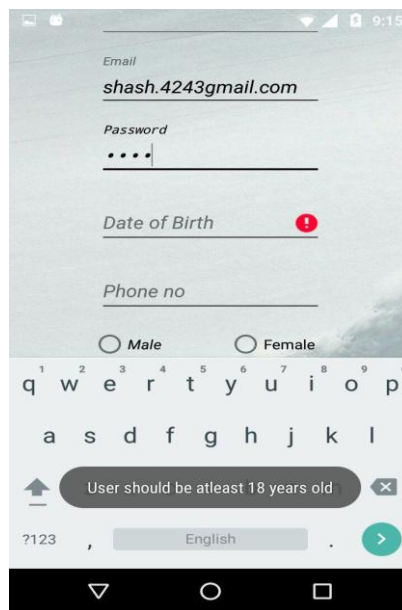 9:15
Email
shash.4243gmail.com
Password
••••
Date of Birth
Phone no
Male Female
1 2 3 4 5 6 7 8 9
q w e r t y u i o p
a s d f g h j k l
User should be atleast 18 years old
?123 , English .